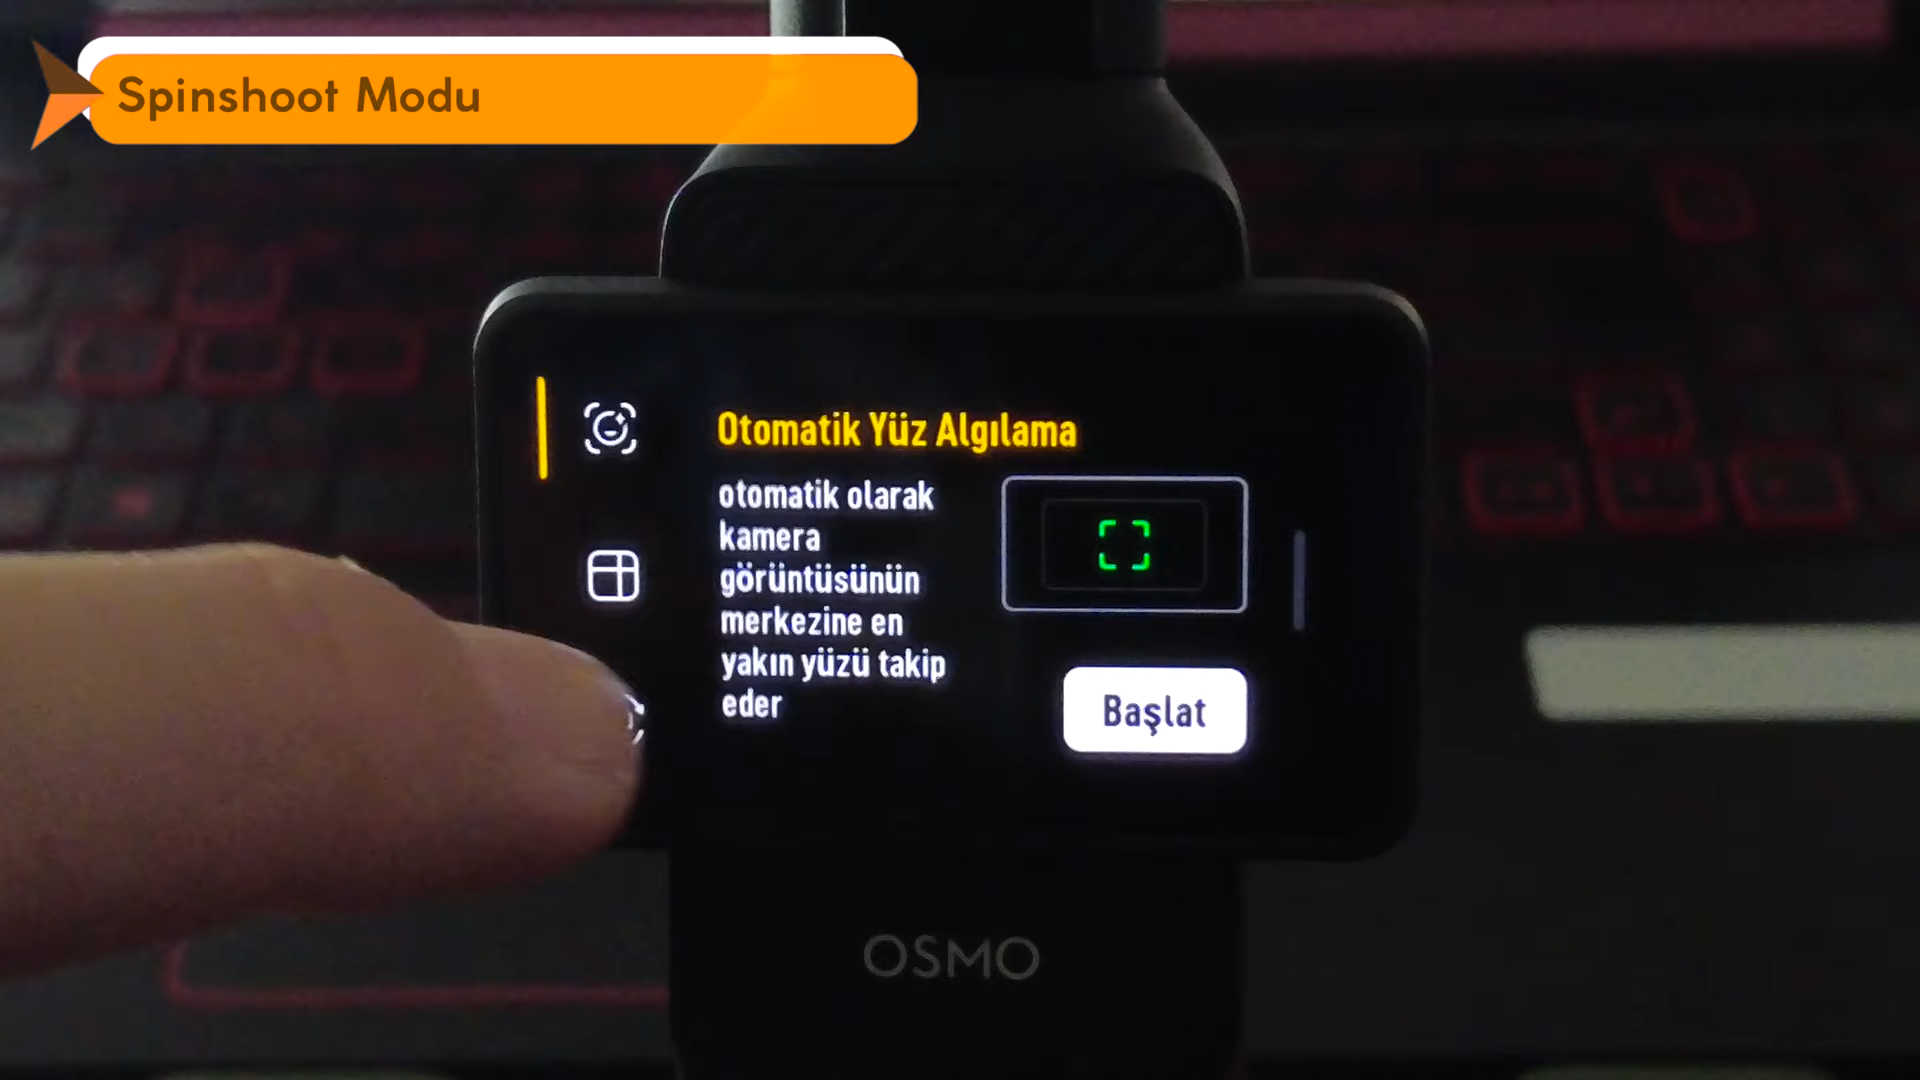 Spinshoot Modu
Otomatik Yüz Algılama
otomatik olarak
kamera
görüntüsünün
merkezine en
yakın yüzü takip
eder
Başlat
OSMO